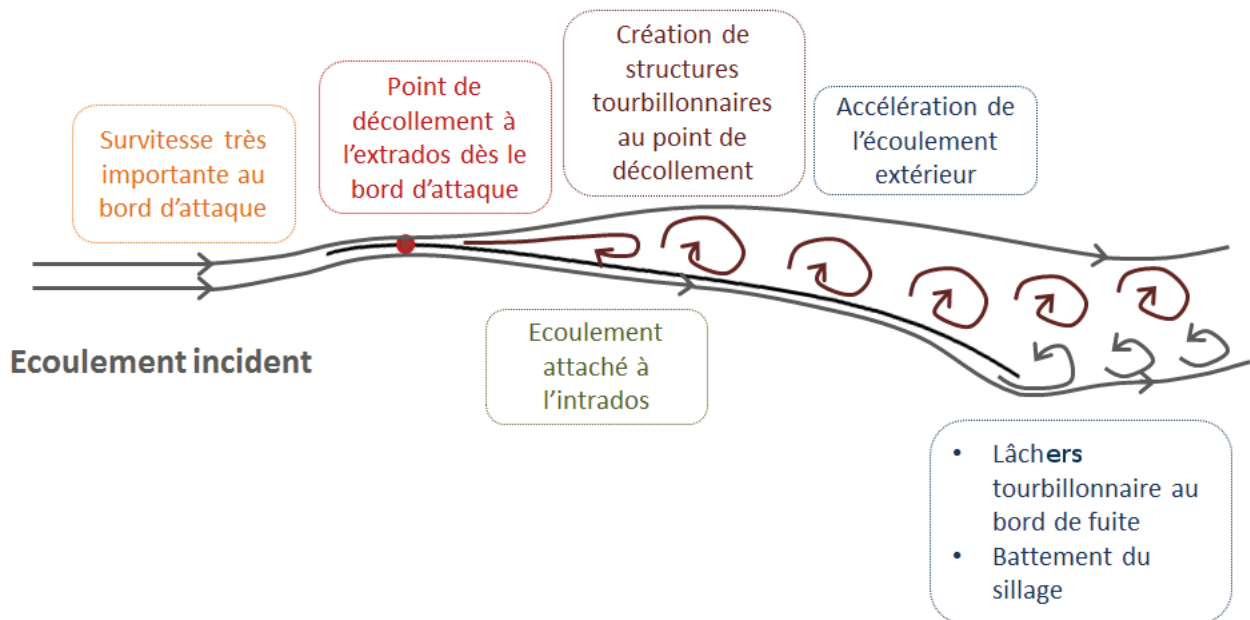 Survitesse très
importante au
bord d'attaque
Point de
décollement à
l'extrados dès le
bord d'attaque
Création de
structures
tourbillonnaires
au point de
décollement
Accélération de
l'écoulement
extérieur
Ecoulement incident
Ecoulement
attaché à
l'intrados
• Lâchers
tourbillonnaire au
bord de fuite
• Battement du
sillage